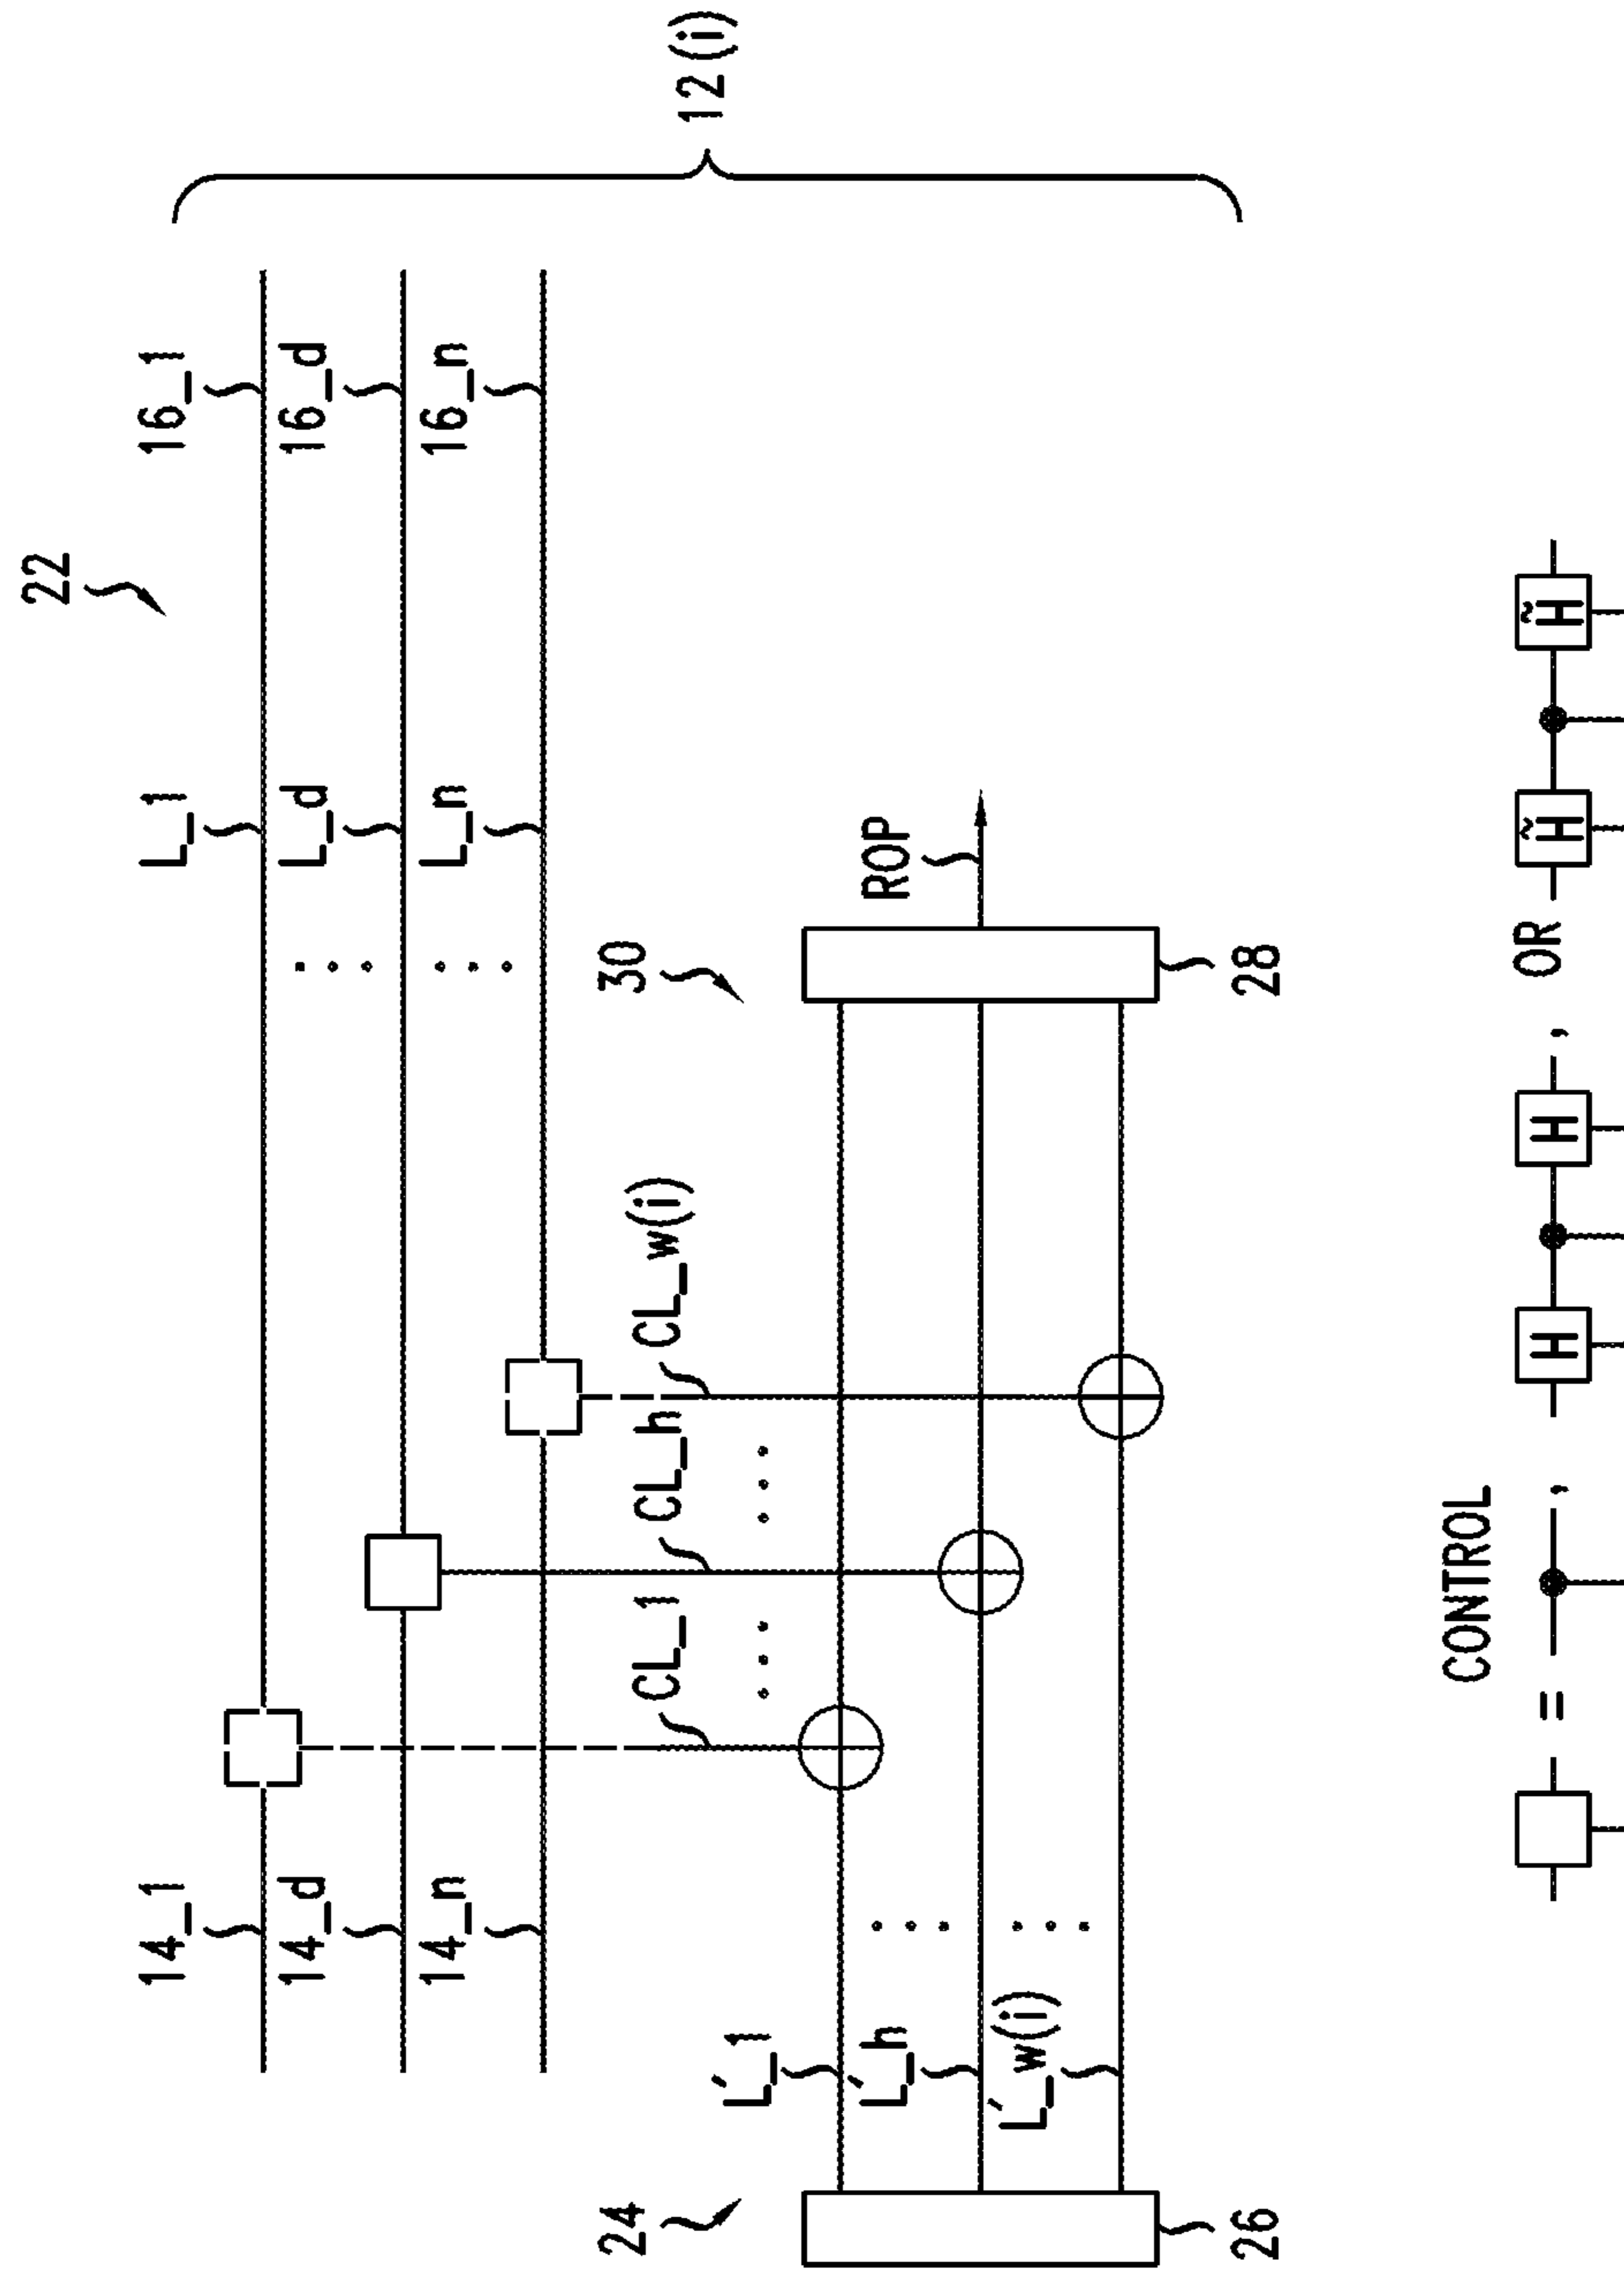 22
14_1 L_1 16_1
14_d L_d 16_d
14_n L_n 16_n
12(i)
24 CL_1 CL_h CL_w(i) 30
L'_1
L'_h ROP
L'_w(i)
26 28
CONTROL
= , H H , OR H̃ H̃